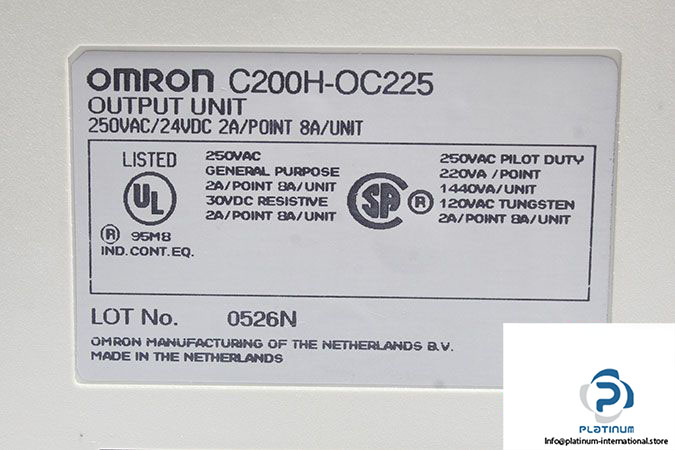 OMRON C200H-OC225
OUTPUT UNIT
250VAC/24VDC 2A/POINT 8A/UNIT
LISTED
UL
® 95M8
IND.CONT.EQ.
250VAC
GENERAL PURPOSE
2A/POINT 8A/UNIT
30VDC RESISTIVE
2A/POINT 8A/UNIT
SA ®
250VAC PILOT DUTY
220VA/POINT
1440VA/UNIT
120VAC TUNGSTEN
2A/POINT 8A/UNIT
LOT No. 0526N
OMRON MANUFACTURING OF THE NETHERLANDS B.V.
MADE IN THE NETHERLANDS
PLATINUM
Info@platinum-international.store